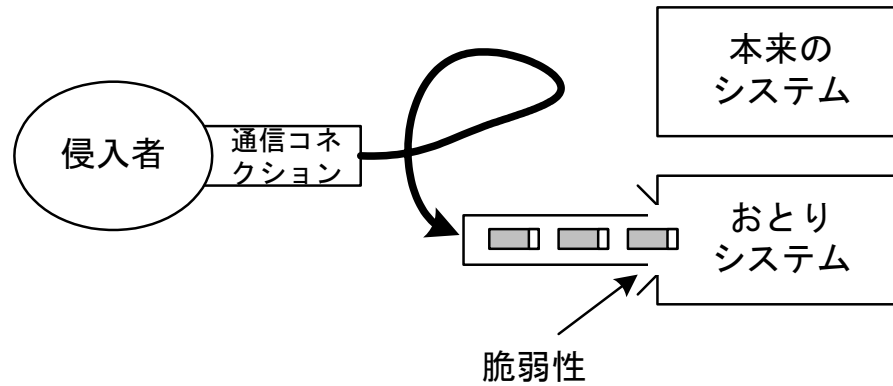 本来の
システム
侵入者
通信コネ
クション
おとり
システム
脆弱性